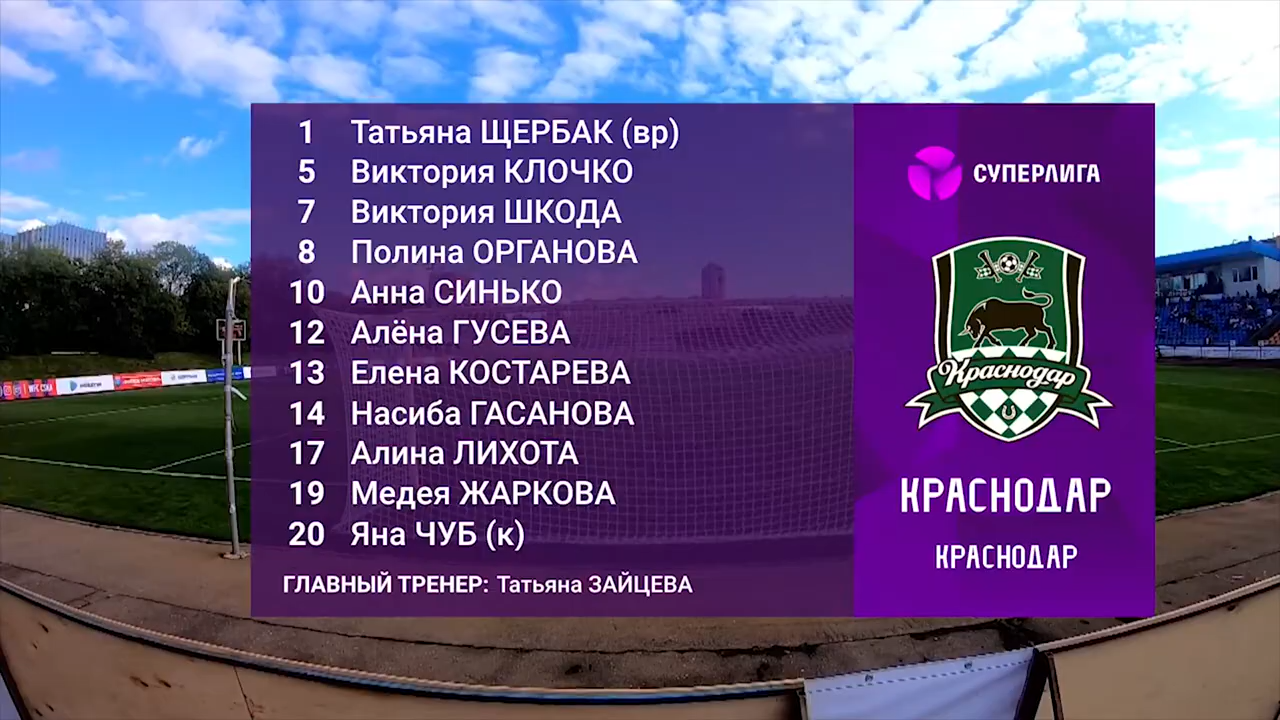 1 Татьяна ЩЕРБАК (вр)
5 Виктория КЛОЧКО
7 Виктория ШКОДА
8 Полина ОРГАНОВА
10 Анна СИНЬКО
12 Алёна ГУСЕВА
13 Елена КОСТАРЕВА
14 Насиба ГАСАНОВА
17 Алина ЛИХОТА
19 Медея ЖАРКОВА
20 Яна ЧУБ (к)
ГЛАВНЫЙ ТРЕНЕР: Татьяна ЗАЙЦЕВА
СУПЕРЛИГА
Краснодар
КРАСНОДАР
КРАСНОДАР